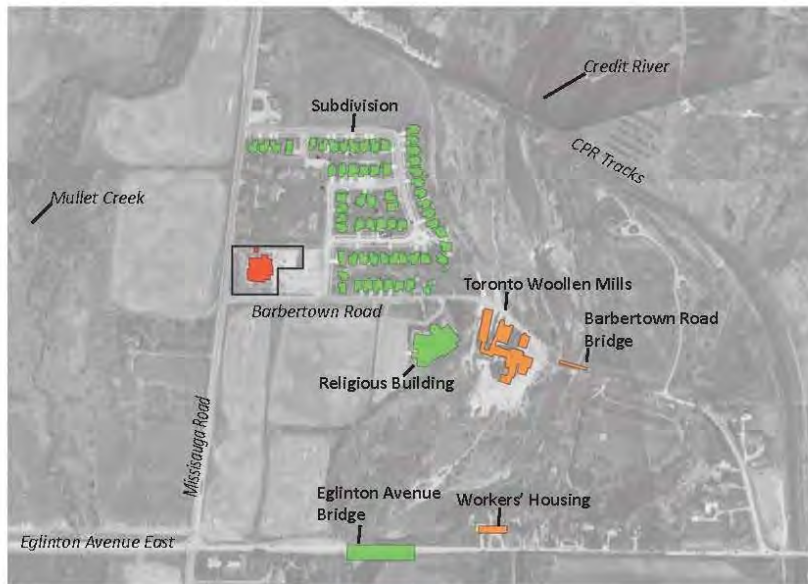 Credit River
Subdivision
CPR Tracks
Mullet Creek
Toronto Woollen Mills
Barbertown Road
Barbertown Road
Bridge
Religious Building
Missisauga Road
Eglinton Avenue
Bridge
Workers' Housing
Eglinton Avenue East